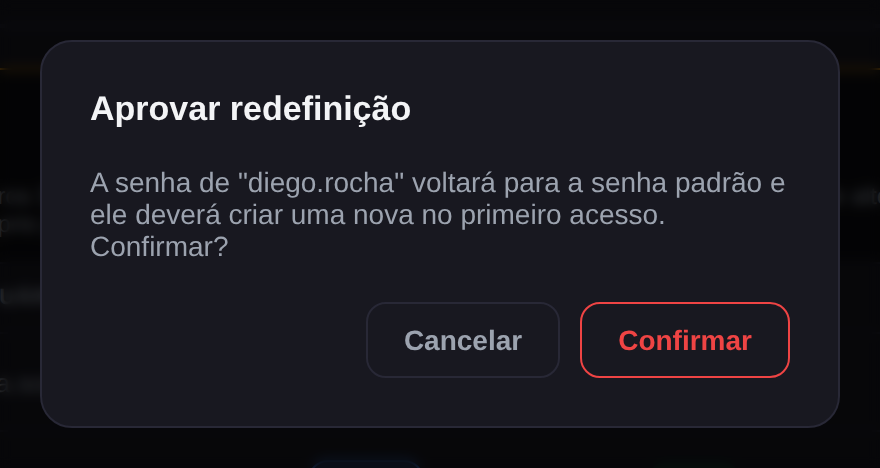 Aprovar redefinição
A senha de "diego.rocha" voltará para a senha padrão e
ele deverá criar uma nova no primeiro acesso.
Confirmar?
Cancelar
Confirmar